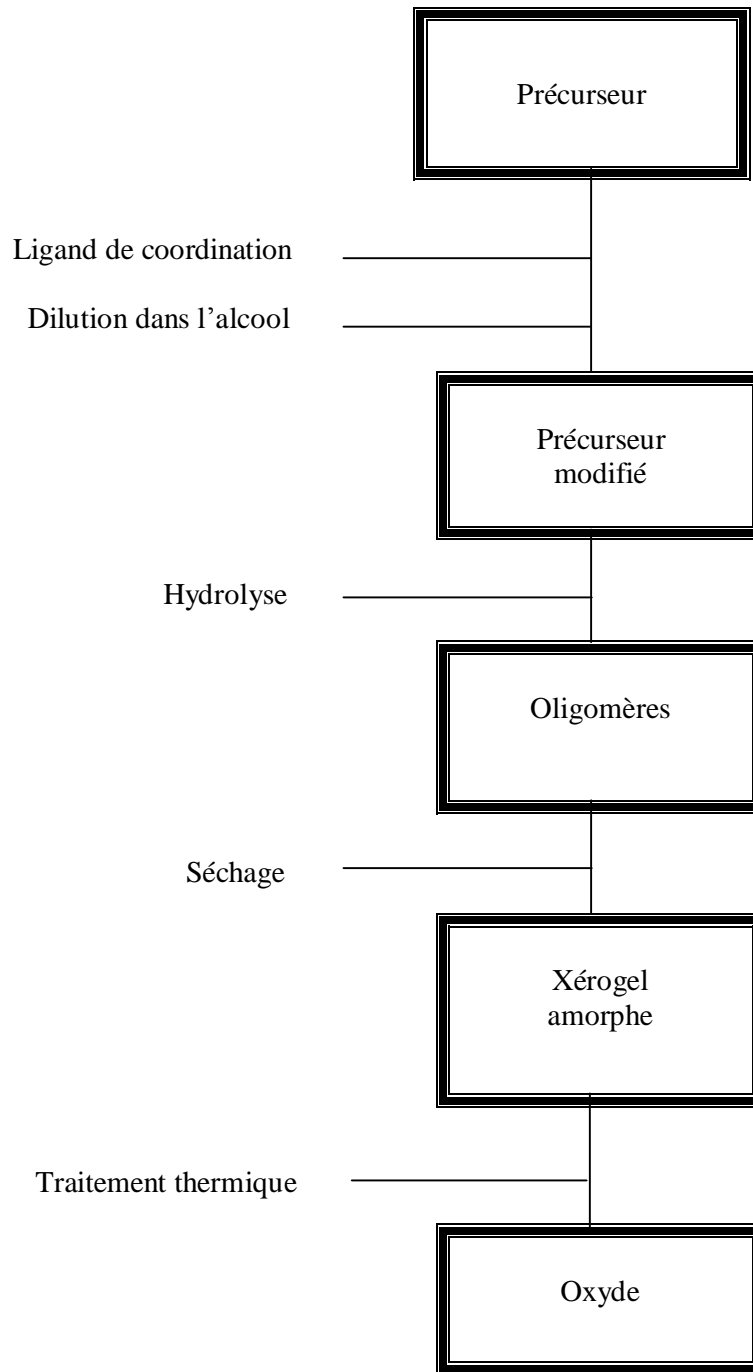 Précurseur
Ligand de coordination
Dilution dans l’alcool
Précurseur
modifié
Hydrolyse
Oligomères
Séchage
Xérogel
amorphe
Traitement thermique
Oxyde